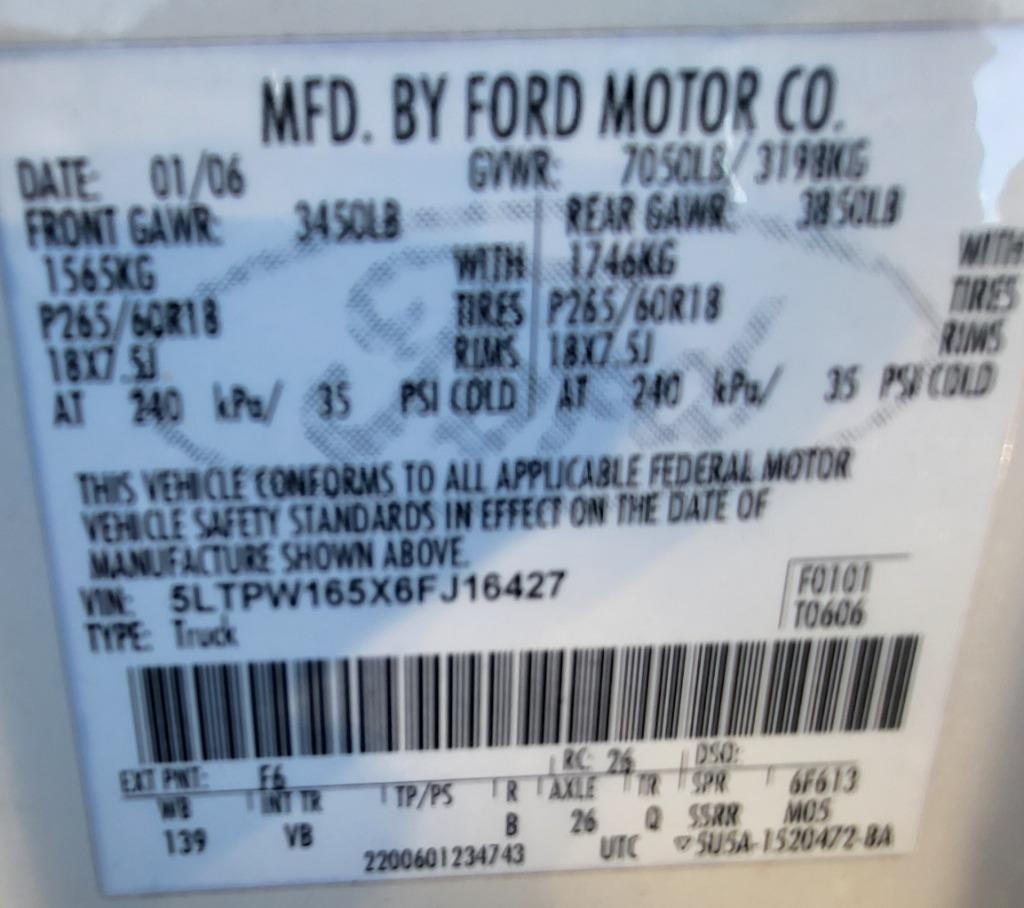 MFD. BY FORD MOTOR CO.
DATE: 01/06 GVWR: 7050LB/ 3198KG
FRONT GAWR: 3450LB REAR GAWR: 3850LB
1565KG WITH 1746KG WITH
P265/60R18 TIRES P265/60R18 TIRES
18X7.5J RIMS 18X7.5J RIMS
AT 240 kPa/ 35 PSI COLD AT 240 kPa/ 35 PSI COLD
THIS VEHICLE CONFORMS TO ALL APPLICABLE FEDERAL MOTOR
VEHICLE SAFETY STANDARDS IN EFFECT ON THE DATE OF
MANUFACTURE SHOWN ABOVE.
VIN: 5LTPW165X6FJ16427 F0101
TYPE: Truck T0606
EXT PNT: F6 RC: 26 DSO:
WB INT TR TP/PS R AXLE TR SPR 6F613
139 VB B 26 Q SSRR M05
2200601234743 UTC ▽5U5A-1520472-BA
Ford